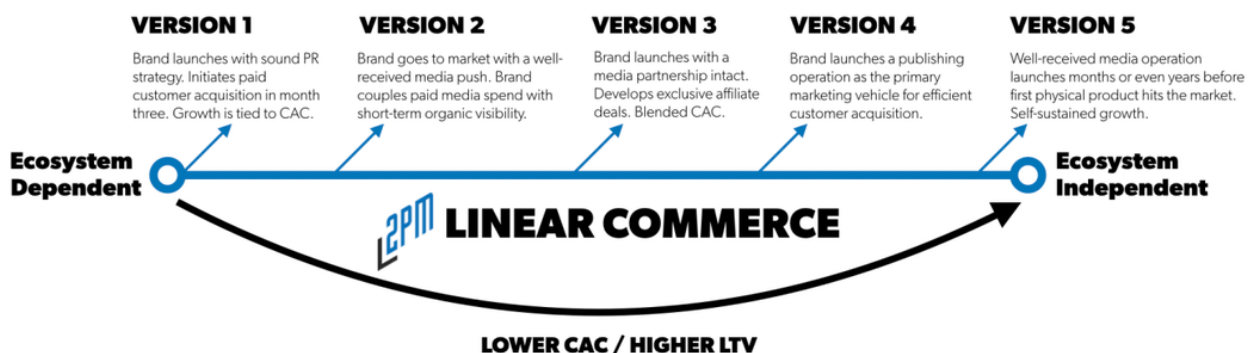 VERSION 1
Brand launches with sound PR
strategy. Initiates paid
customer acquisition in month
three. Growth is tied to CAC.
VERSION 2
Brand goes to market with a well-
received media push. Brand
couples paid media spend with
short-term organic visibility.
VERSION 3
Brand launches with a
media partnership intact.
Develops exclusive affiliate
deals. Blended CAC.
VERSION 4
Brand launches a publishing
operation as the primary
marketing vehicle for efficient
customer acquisition.
VERSION 5
Well-received media operation
launches months or even years before
first physical product hits the market.
Self-sustained growth.
Ecosystem
Dependent
Ecosystem
Independent
2PM
LINEAR COMMERCE
LOWER CAC / HIGHER LTV